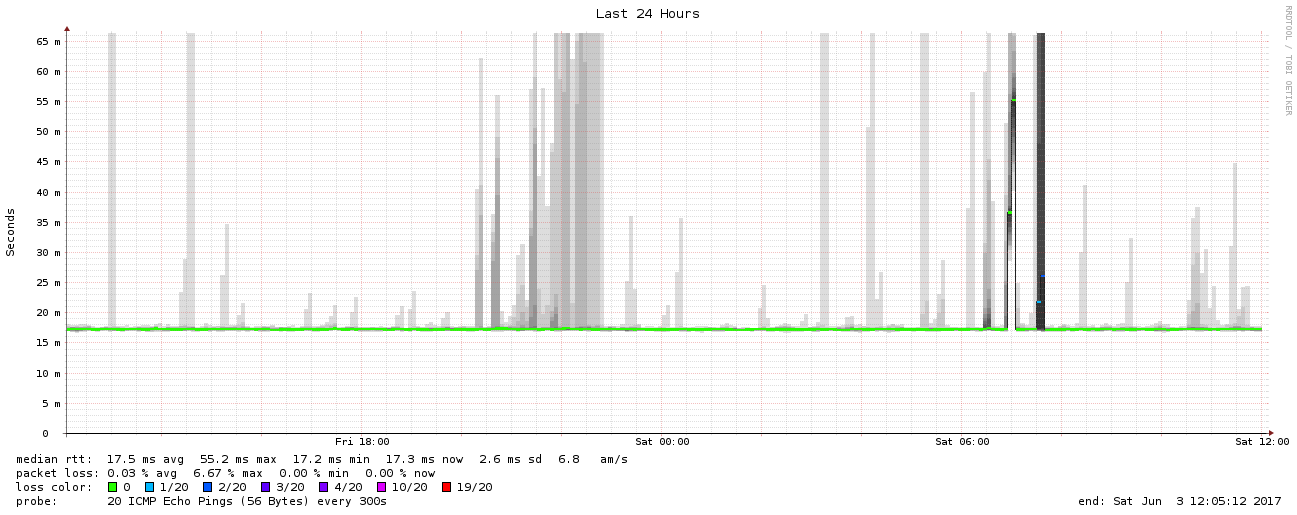 Last 24 Hours
RRDTOOL / TOBI OETIKER
Seconds
65 m
60 m
55 m
50 m
45 m
40 m
35 m
30 m
25 m
20 m
15 m
10 m
5 m
0
Fri 18:00 Sat 00:00 Sat 06:00 Sat 12:00
median rtt: 17.5 ms avg 55.2 ms max 17.2 ms min 17.3 ms now 2.6 ms sd 6.8 am/s
packet loss: 0.03 % avg 6.67 % max 0.00 % min 0.00 % now
loss color: 0 1/20 2/20 3/20 4/20 10/20 19/20
probe: 20 ICMP Echo Pings (56 Bytes) every 300s end: Sat Jun 3 12:05:12 2017